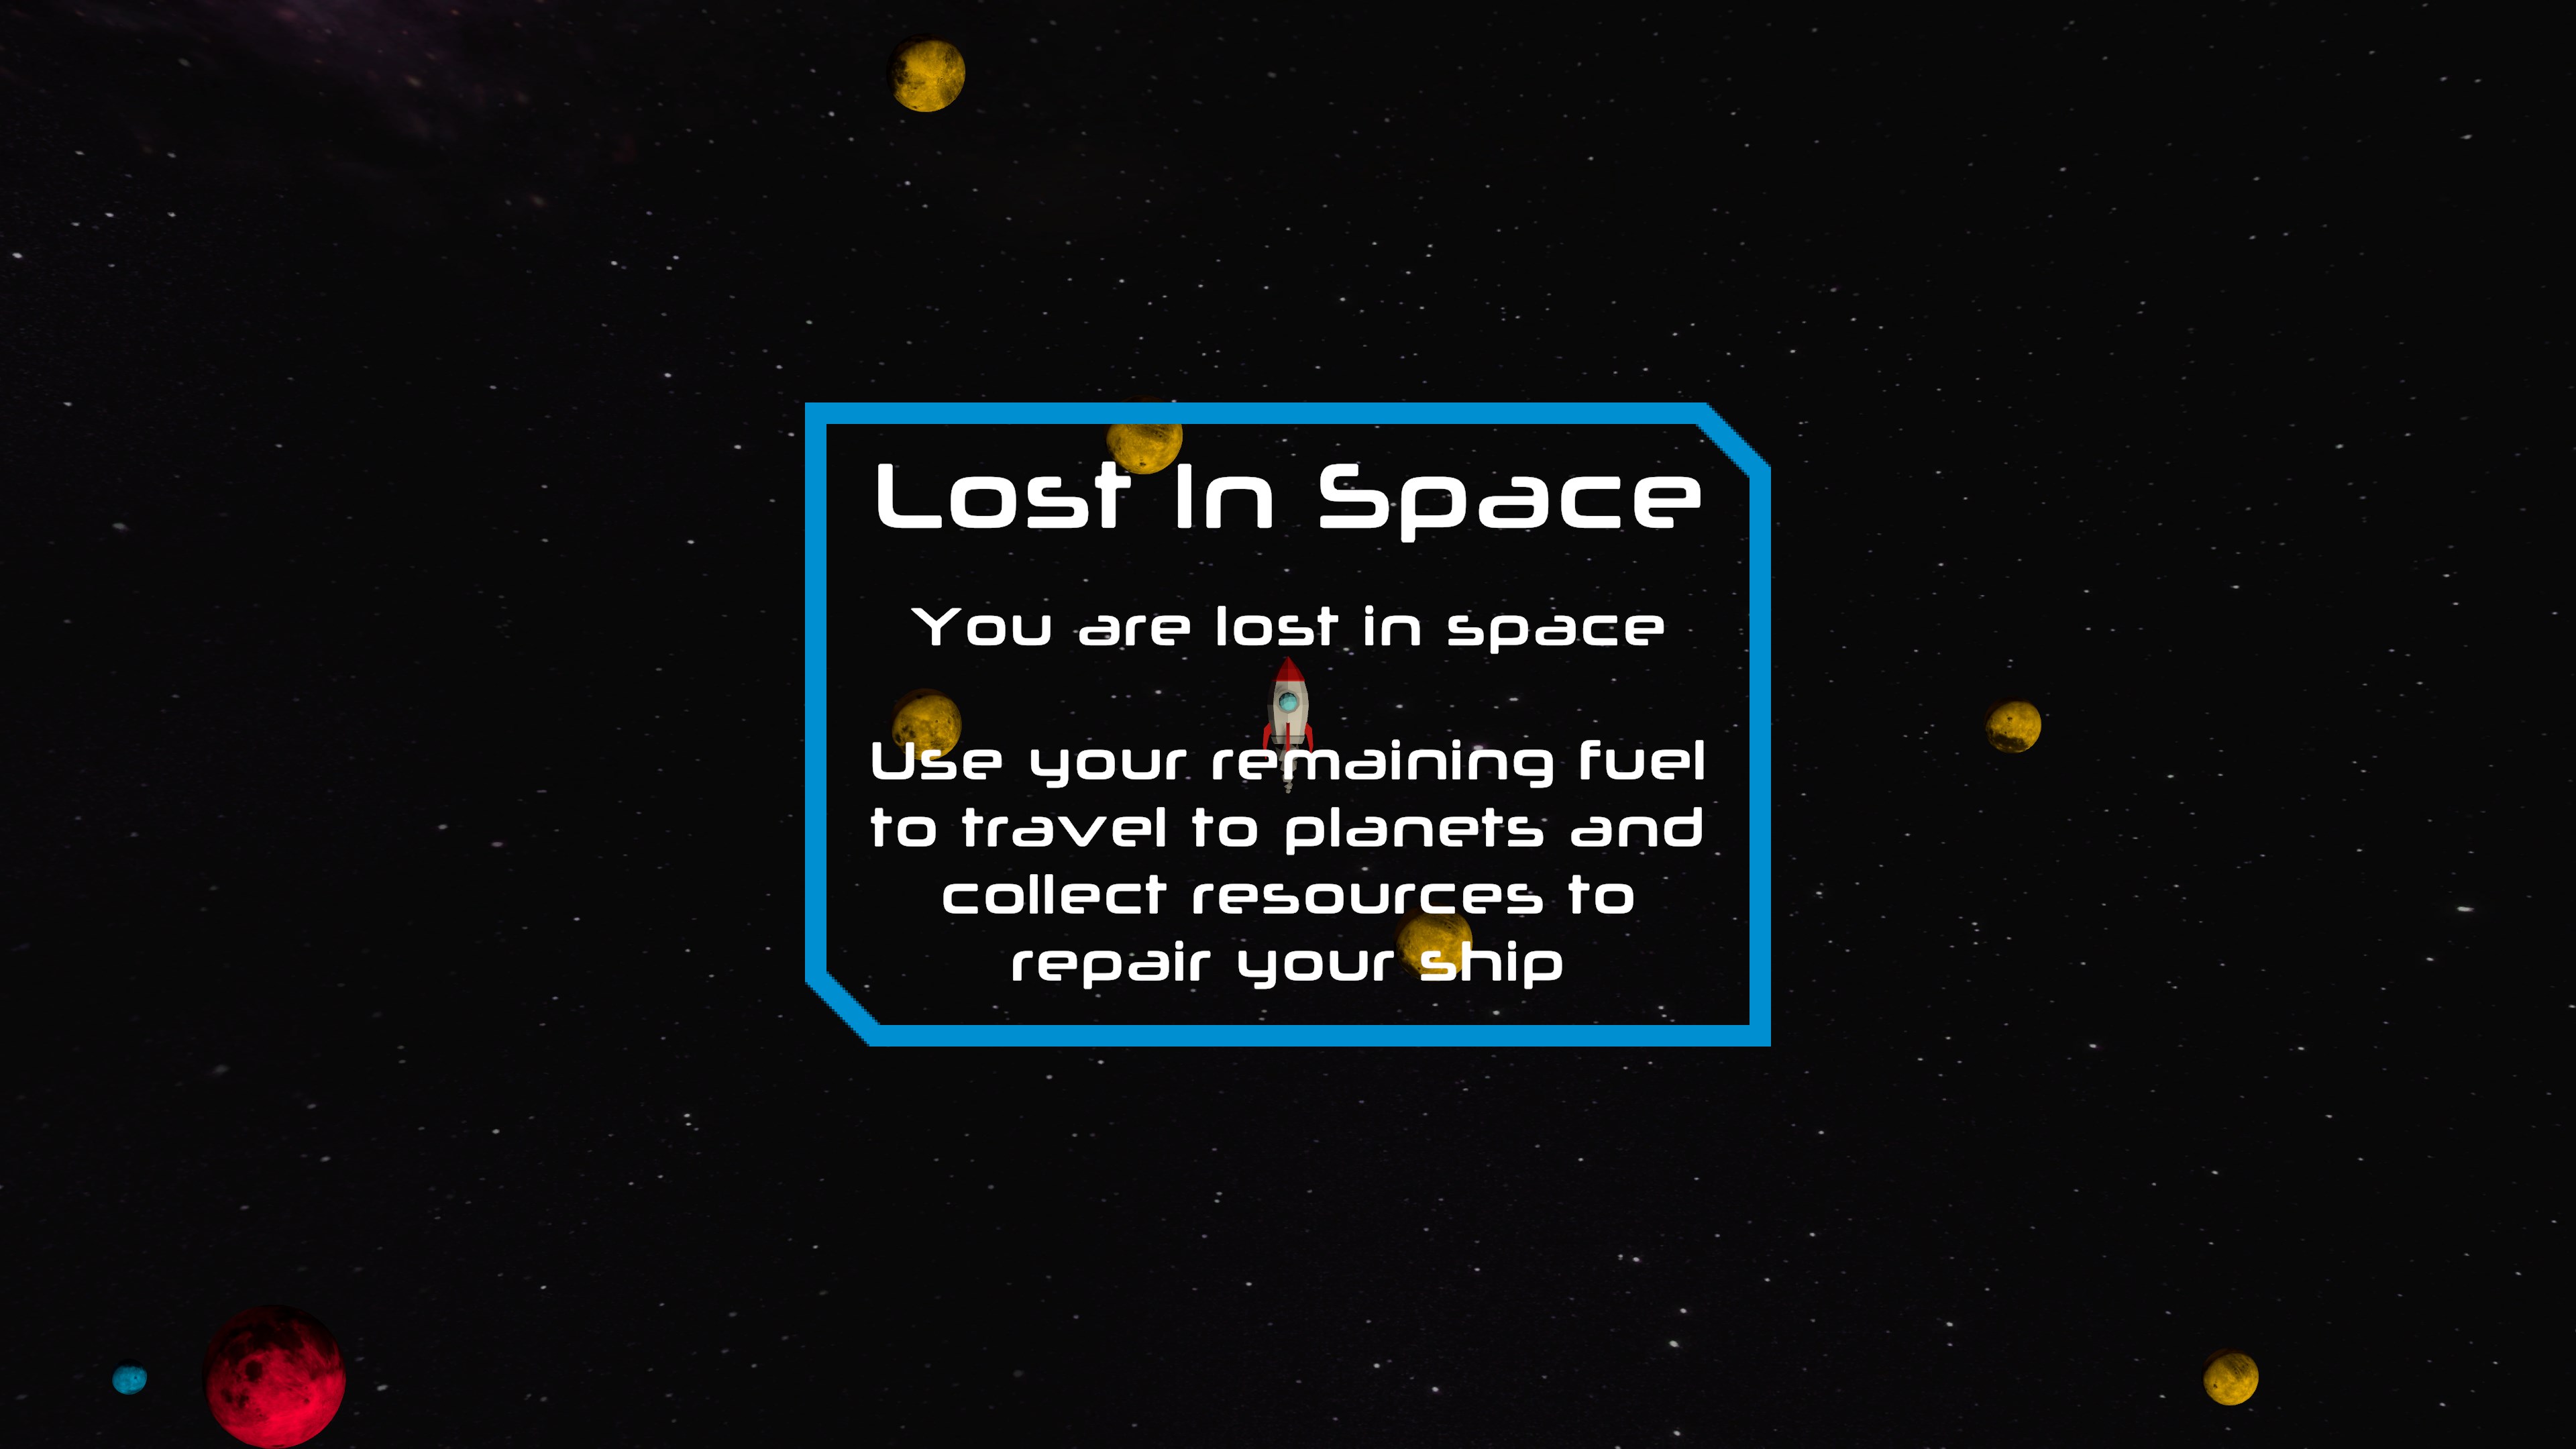 Lost In Space
You are lost in space
Use your remaining fuel
to travel to planets and
collect resources to
repair your ship